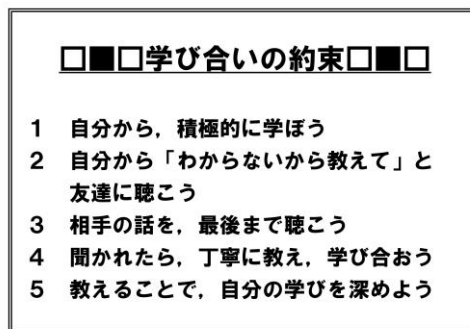 □■□学び合いの約束□■□
1 自分から，積極的に学ぼう
2 自分から「わからないから教えて」と
友達に聴こう
3 相手の話を，最後まで聴こう
4 聞かれたら，丁寧に教え，学び合おう
5 教えることで，自分の学びを深めよう